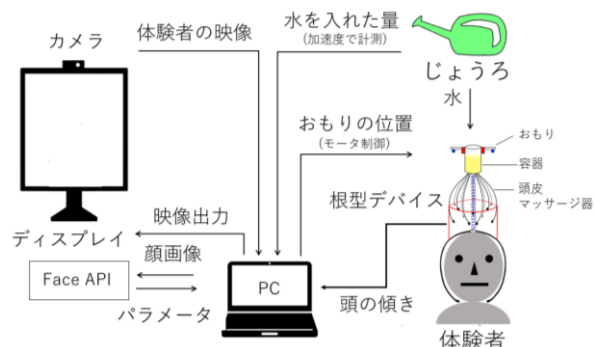 カメラ
体験者の映像
水を入れた量
(加速度で計測)
じょうろ
水
おもりの位置
(モータ制御)
おもり
容器
頭皮
マッサージ器
根型デバイス
映像出力
ディスプレイ
顔画像
Face API
パラメータ
PC
頭の傾き
体験者